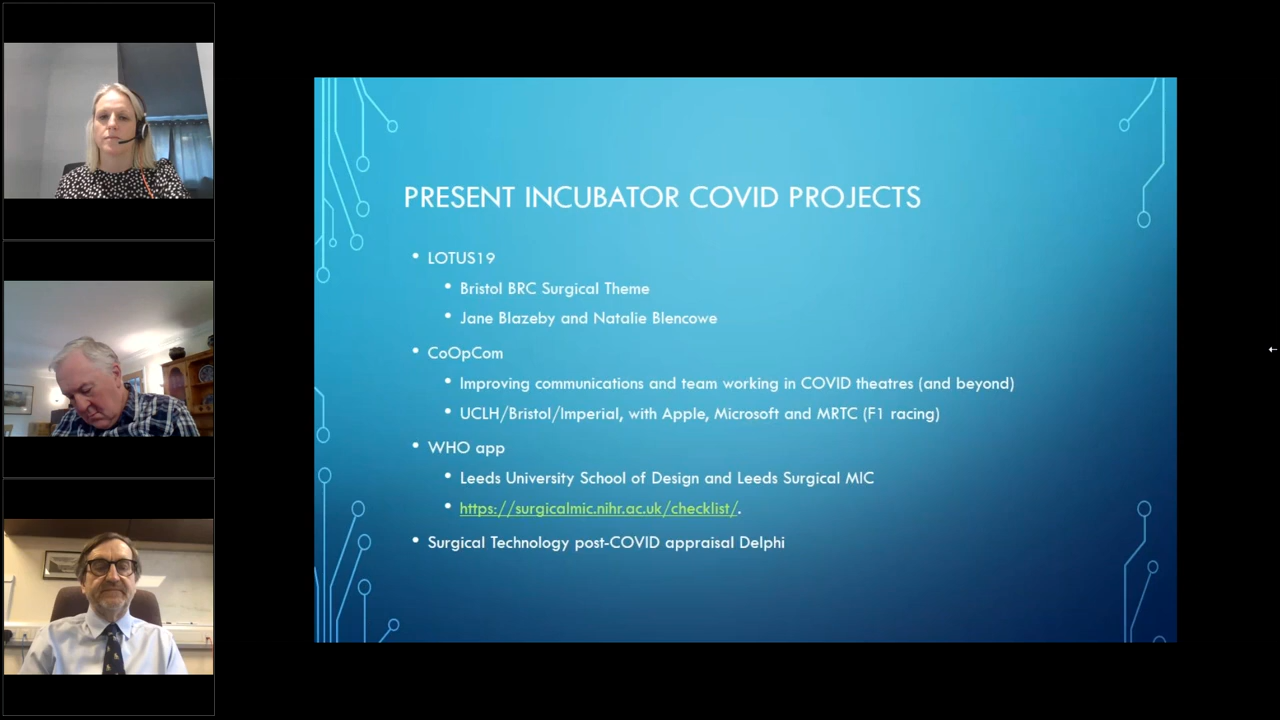 PRESENT INCUBATOR COVID PROJECTS
• LOTUS19
• Bristol BRC Surgical Theme
• Jane Blazeby and Natalie Blencowe
• CoOpCom
• Improving communications and team working in COVID theatres (and beyond)
• UCLH/Bristol/Imperial, with Apple, Microsoft and MRTC (F1 racing)
• WHO app
• Leeds University School of Design and Leeds Surgical MIC
• https://surgicalmic.nihr.ac.uk/checklist/.
• Surgical Technology post-COVID appraisal Delphi